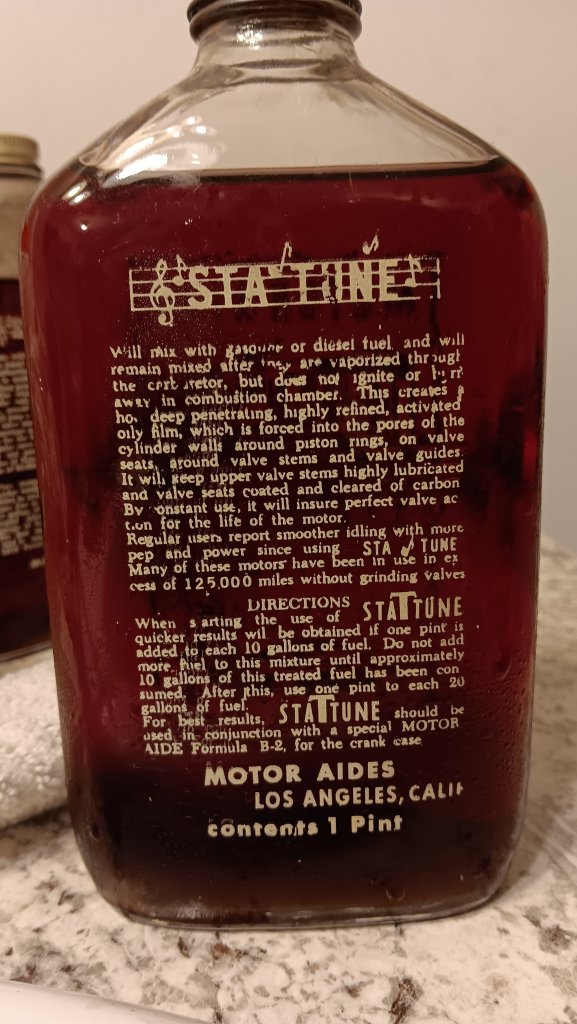 STA TUNE
Will mix with gasoline or diesel fuel, and will
remain mixed after they are vaporized through
the carburetor, but does not ignite or burn
away in combustion chamber. This creates a
hot, deep penetrating, highly refined, activated
oily film, which is forced into the pores of the
cylinder walls around piston rings, on valve
seats, around valve stems and valve guides.
It will keep upper valve stems highly lubricated
and valve seats coated and cleared of carbon
By constant use, it will insure perfect valve ac
tion for the life of the motor.
Regular users report smoother idling with more
pep and power since using STA TUNE
Many of these motors have been in use in ex
cess of 125,000 miles without grinding valves
DIRECTIONS
When starting the use of STATUNE
quicker results will be obtained if one pint is
added to each 10 gallons of fuel. Do not add
more fuel to this mixture until approximately
10 gallons of this treated fuel has been con
sumed. After this, use one pint to each 20
gallons of fuel.
For best results, STATUNE should be
used in conjunction with a special MOTOR
AIDE Formula B-2, for the crank case
MOTOR AIDES
LOS ANGELES, CALIF
contents 1 Pint